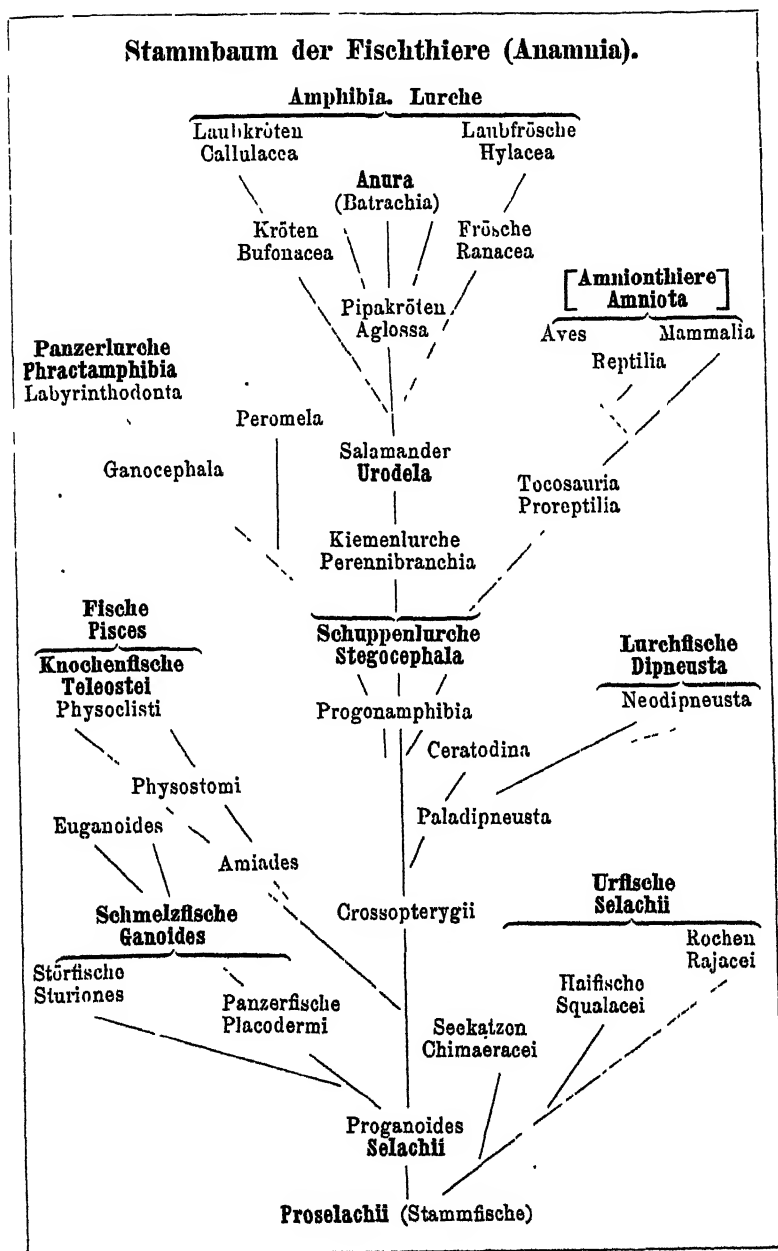 Stammbaum der Fischthiere (Anamnia).
Amphibia. Lurche
Laubkröten
Callulacea
Laubfrösche
Hylacea
Anura
(Batrachia)
Kröten
Bufonacea
Frösche
Ranacea
[Amnionthiere
Amniota]
Pipakröten
Aglossa
Aves Mammalia
Reptilia
Panzerlurche
Phractamphibia
Labyrinthodonta
Peromela
Ganocephala
Salamander
Urodela
Tocosauria
Proreptilia
Kiemenlurche
Perennibranchia
Fische
Pisces
Schuppenlurche
Stegocephala
Lurchfische
Dipneusta
Knochenfische
Teleostei
Physoclisti
Progonamphibia
Neodipneusta
Ceratodina
Physostomi
Paladipneusta
Euganoides
Amiades
Urfische
Selachii
Schmelzfische
Ganoides
Crossopterygii
Rochen
Rajacei
Störfische
Sturiones
Haifische
Squalacei
Panzerfische
Placodermi
Seekatzen
Chimaeracei
Proganoides
Selachii
Proselachii (Stammfische)